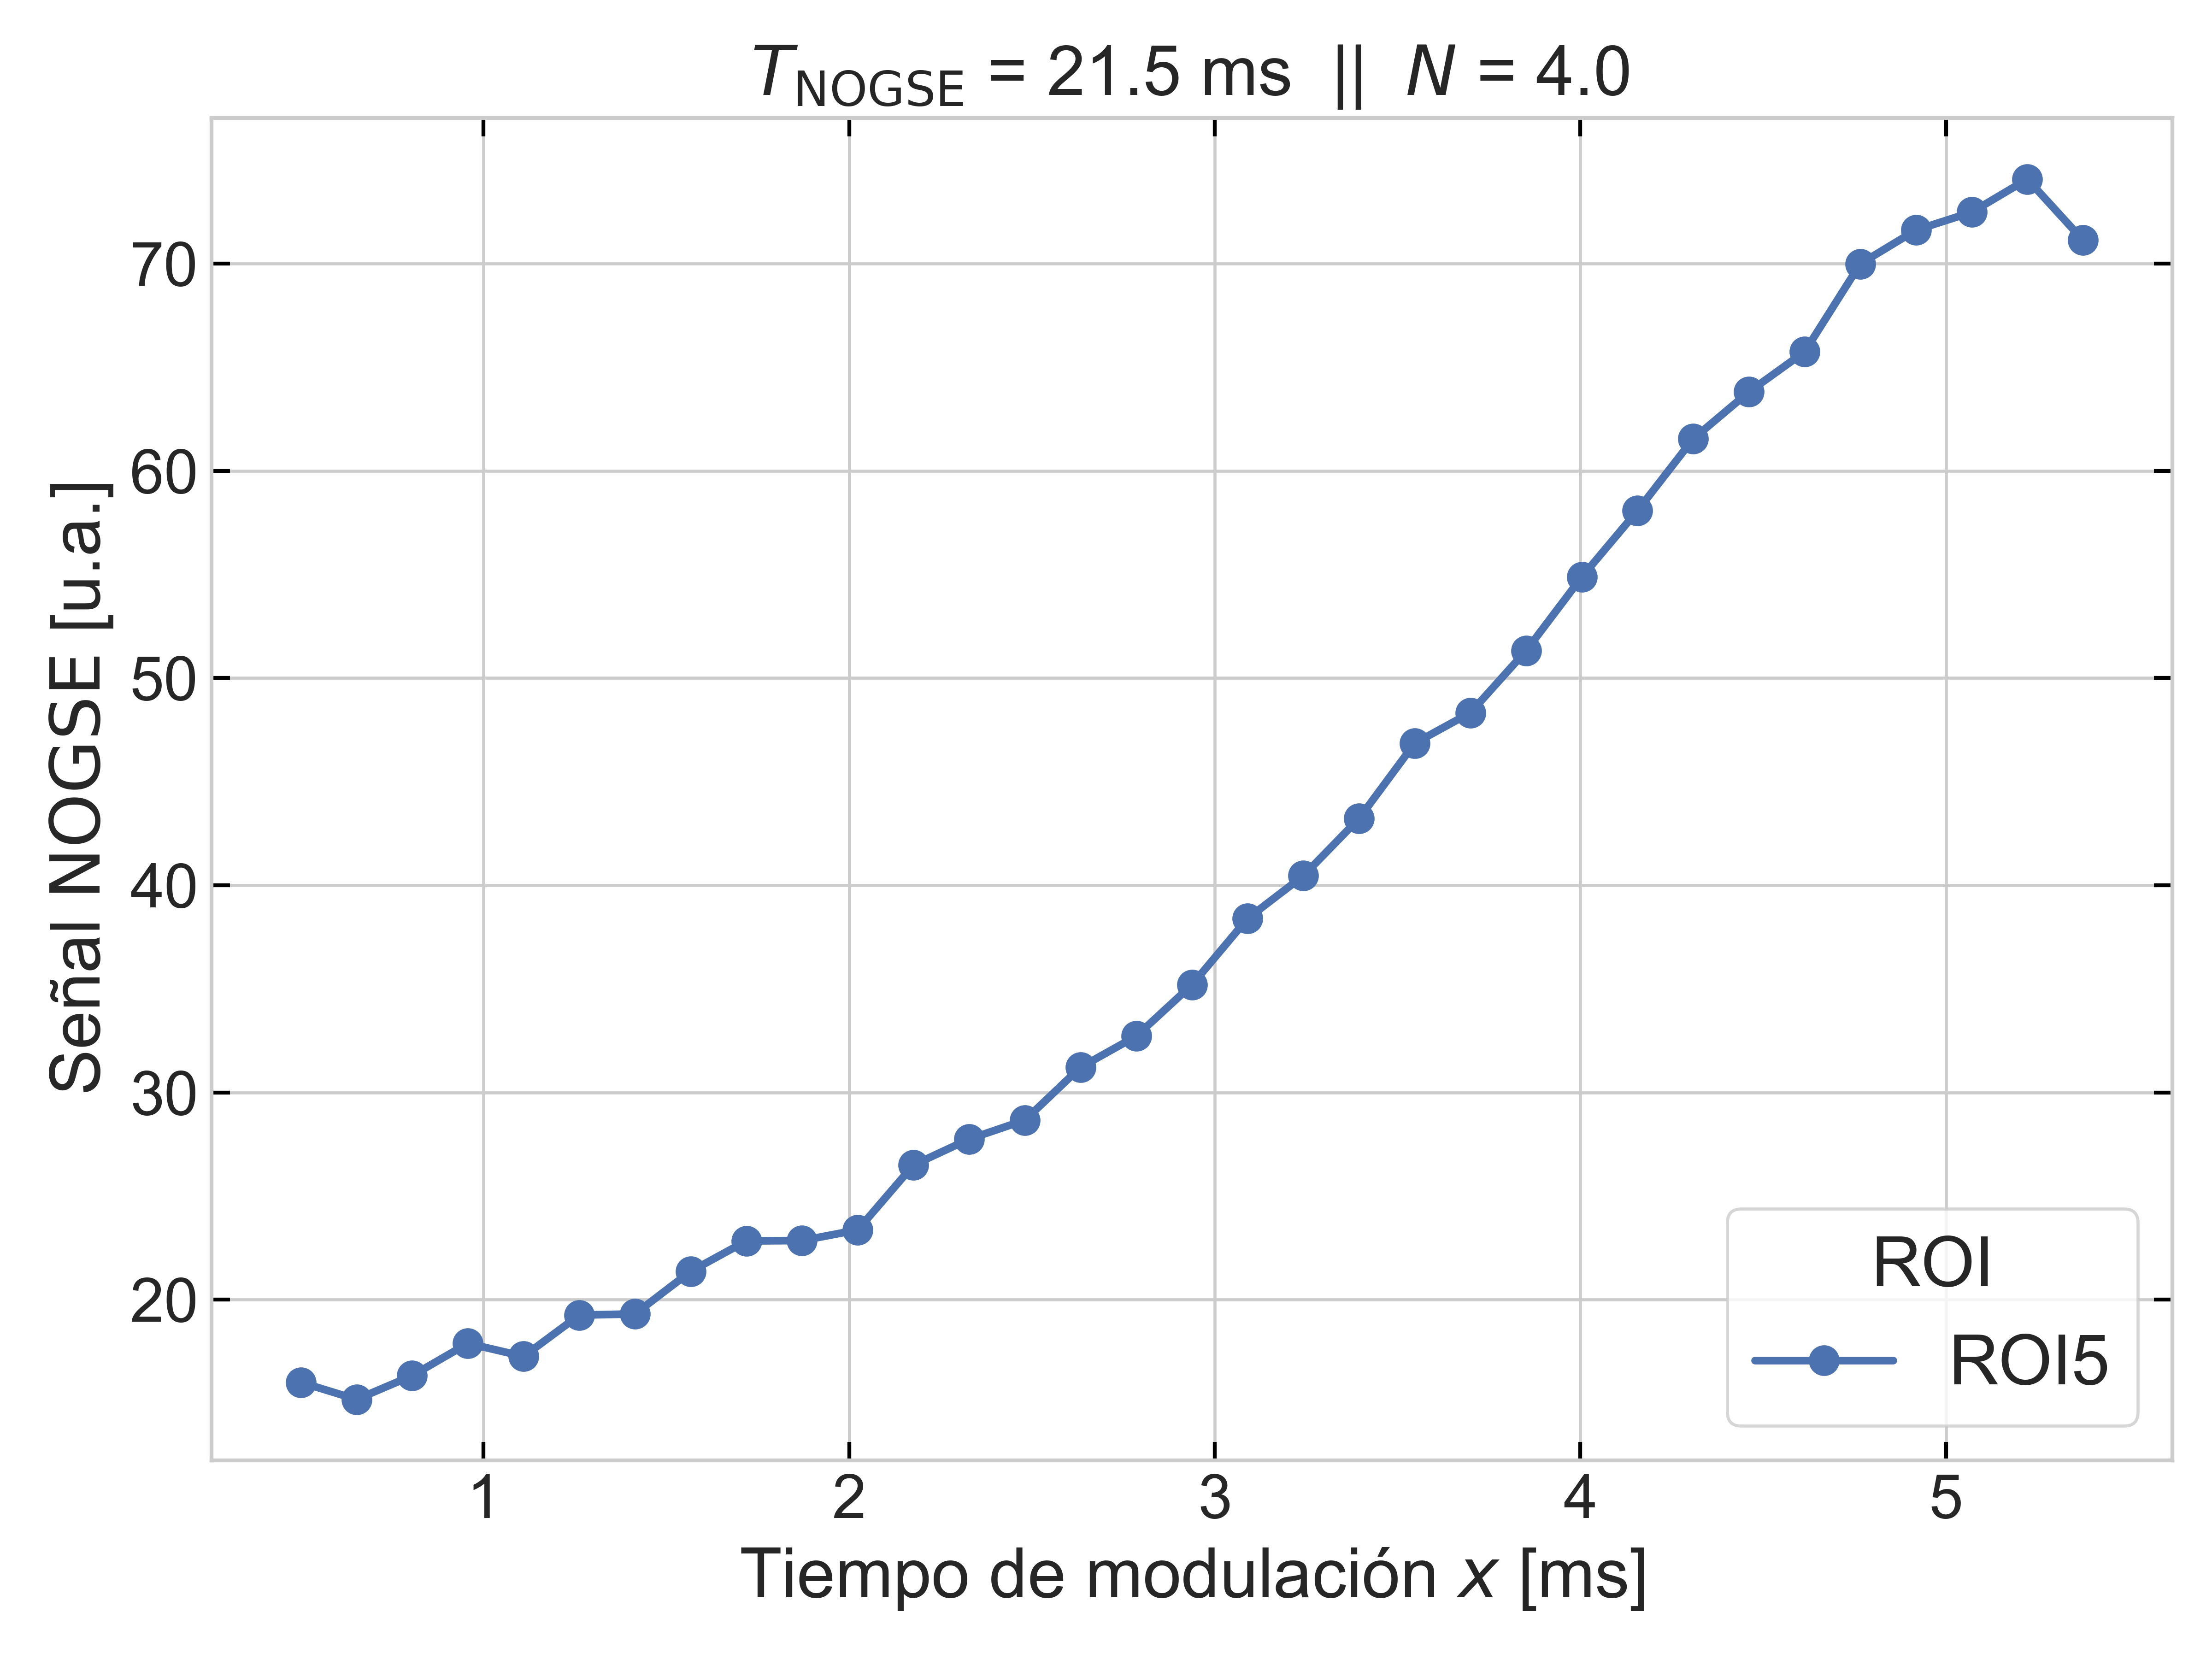 T_NOGSE = 21.5 ms || N = 4.0
Señal NOGSE [u.a.]
70
60
50
40
30
20
ROI
ROI5
1 2 3 4 5
Tiempo de modulación x [ms]